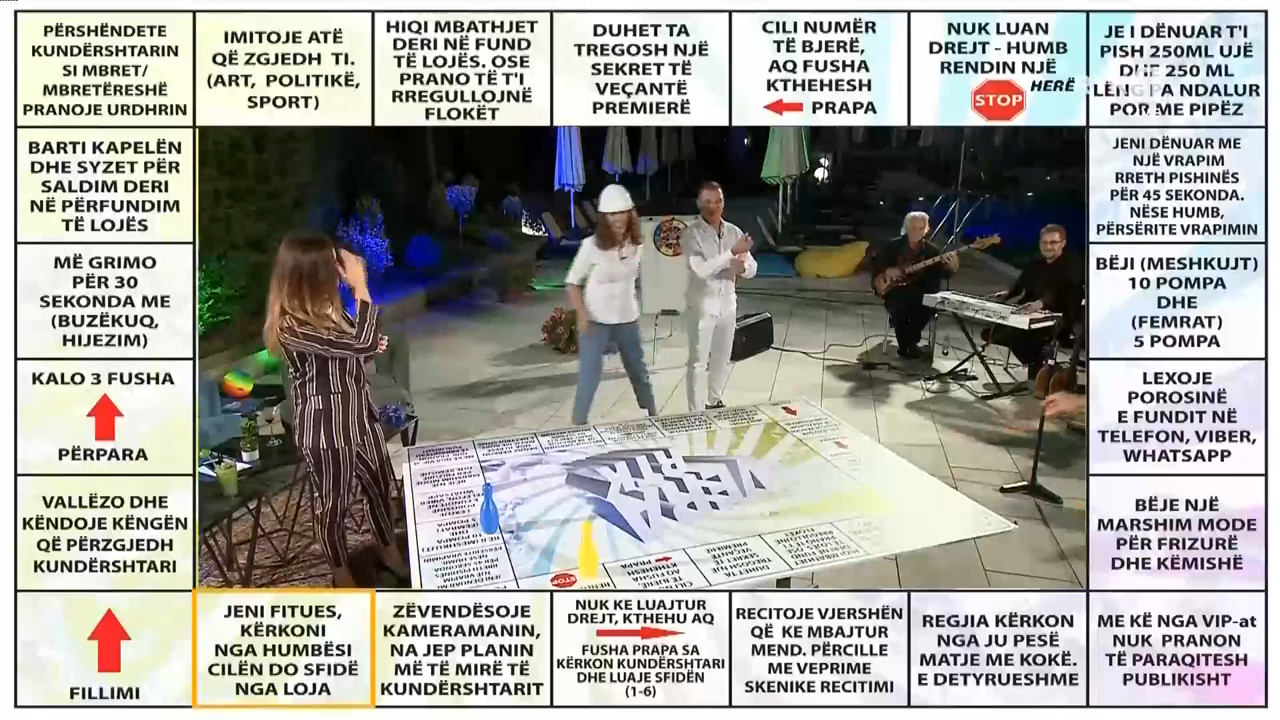 PËRSHËNDETE
KUNDËRSHTARIN
SI MBRET/
MBRETËRESHË
PRANOJE URDHRIN
IMITOJE ATË
QË ZGJEDH TI.
(ART, POLITIKË,
SPORT)
HIQI MBATHJET
DERI NË FUND
TË LOJËS. OSE
PRANO TË T'I
RREGULLOJNË
FLOKËT
DUHET TA
TREGOSH NJË
SEKRET TË
VEÇANTË
PREMIERË
CILI NUMËR
TË BJERË,
AQ FUSHA
KTHEHESH
PRAPA
NUK LUAN
DREJT - HUMB
RENDIN NJË
HERË
STOP
JE I DËNUAR T'I
PISH 250ML UJË
DHE 250 ML
LËNG PA NDALUR
POR ME PIPËZ
BARTI KAPELËN
DHE SYZET PËR
SALDIM DERI
NË PËRFUNDIM
TË LOJËS
JENI DËNUAR ME
NJË VRAPIM
RRETH PISHINËS
PËR 45 SEKONDA.
NËSE HUMB,
PËRSËRITE VRAPIMIN
MË GRIMO
PËR 30
SEKONDA ME
(BUZËKUQ,
HIJEZIM)
BËJI (MESHKUJT)
10 POMPA
DHE
(FEMRAT)
5 POMPA
KALO 3 FUSHA
PËRPARA
LEXOJE
POROSINË
E FUNDIT NË
TELEFON, VIBER,
WHATSAPP
VALLËZO DHE
KËNDOJE KËNGËN
QË PËRZGJEDH
KUNDËRSHTARI
BËJE NJË
MARSHIM MODE
PËR FRIZURË
DHE KËMISHË
VERA
RTK
STOP
FILLIMI
JENI FITUES,
KËRKONI
NGA HUMBËSI
CILËN DO SFIDË
NGA LOJA
ZËVENDËSOJE
KAMERAMANIN,
NA JEP PLANIN
MË TË MIRË TË
KUNDËRSHTARIT
NUK KE LUAJTUR
DREJT, KTHEHU AQ
FUSHA PRAPA SA
KËRKON KUNDËRSHTARI
DHE LUAJE SFIDËN
(1-6)
RECITOJE VJERSHËN
QË KE MBAJTUR
MEND. PËRCILLE
ME VEPRIME
SKENIKE RECITIMI
REGJIA KËRKON
NGA JU PESË
MATJE ME KOKË.
E DETYRUESHME
ME KË NGA VIP-at
NUK PRANON
TË PARAQITESH
PUBLIKISHT